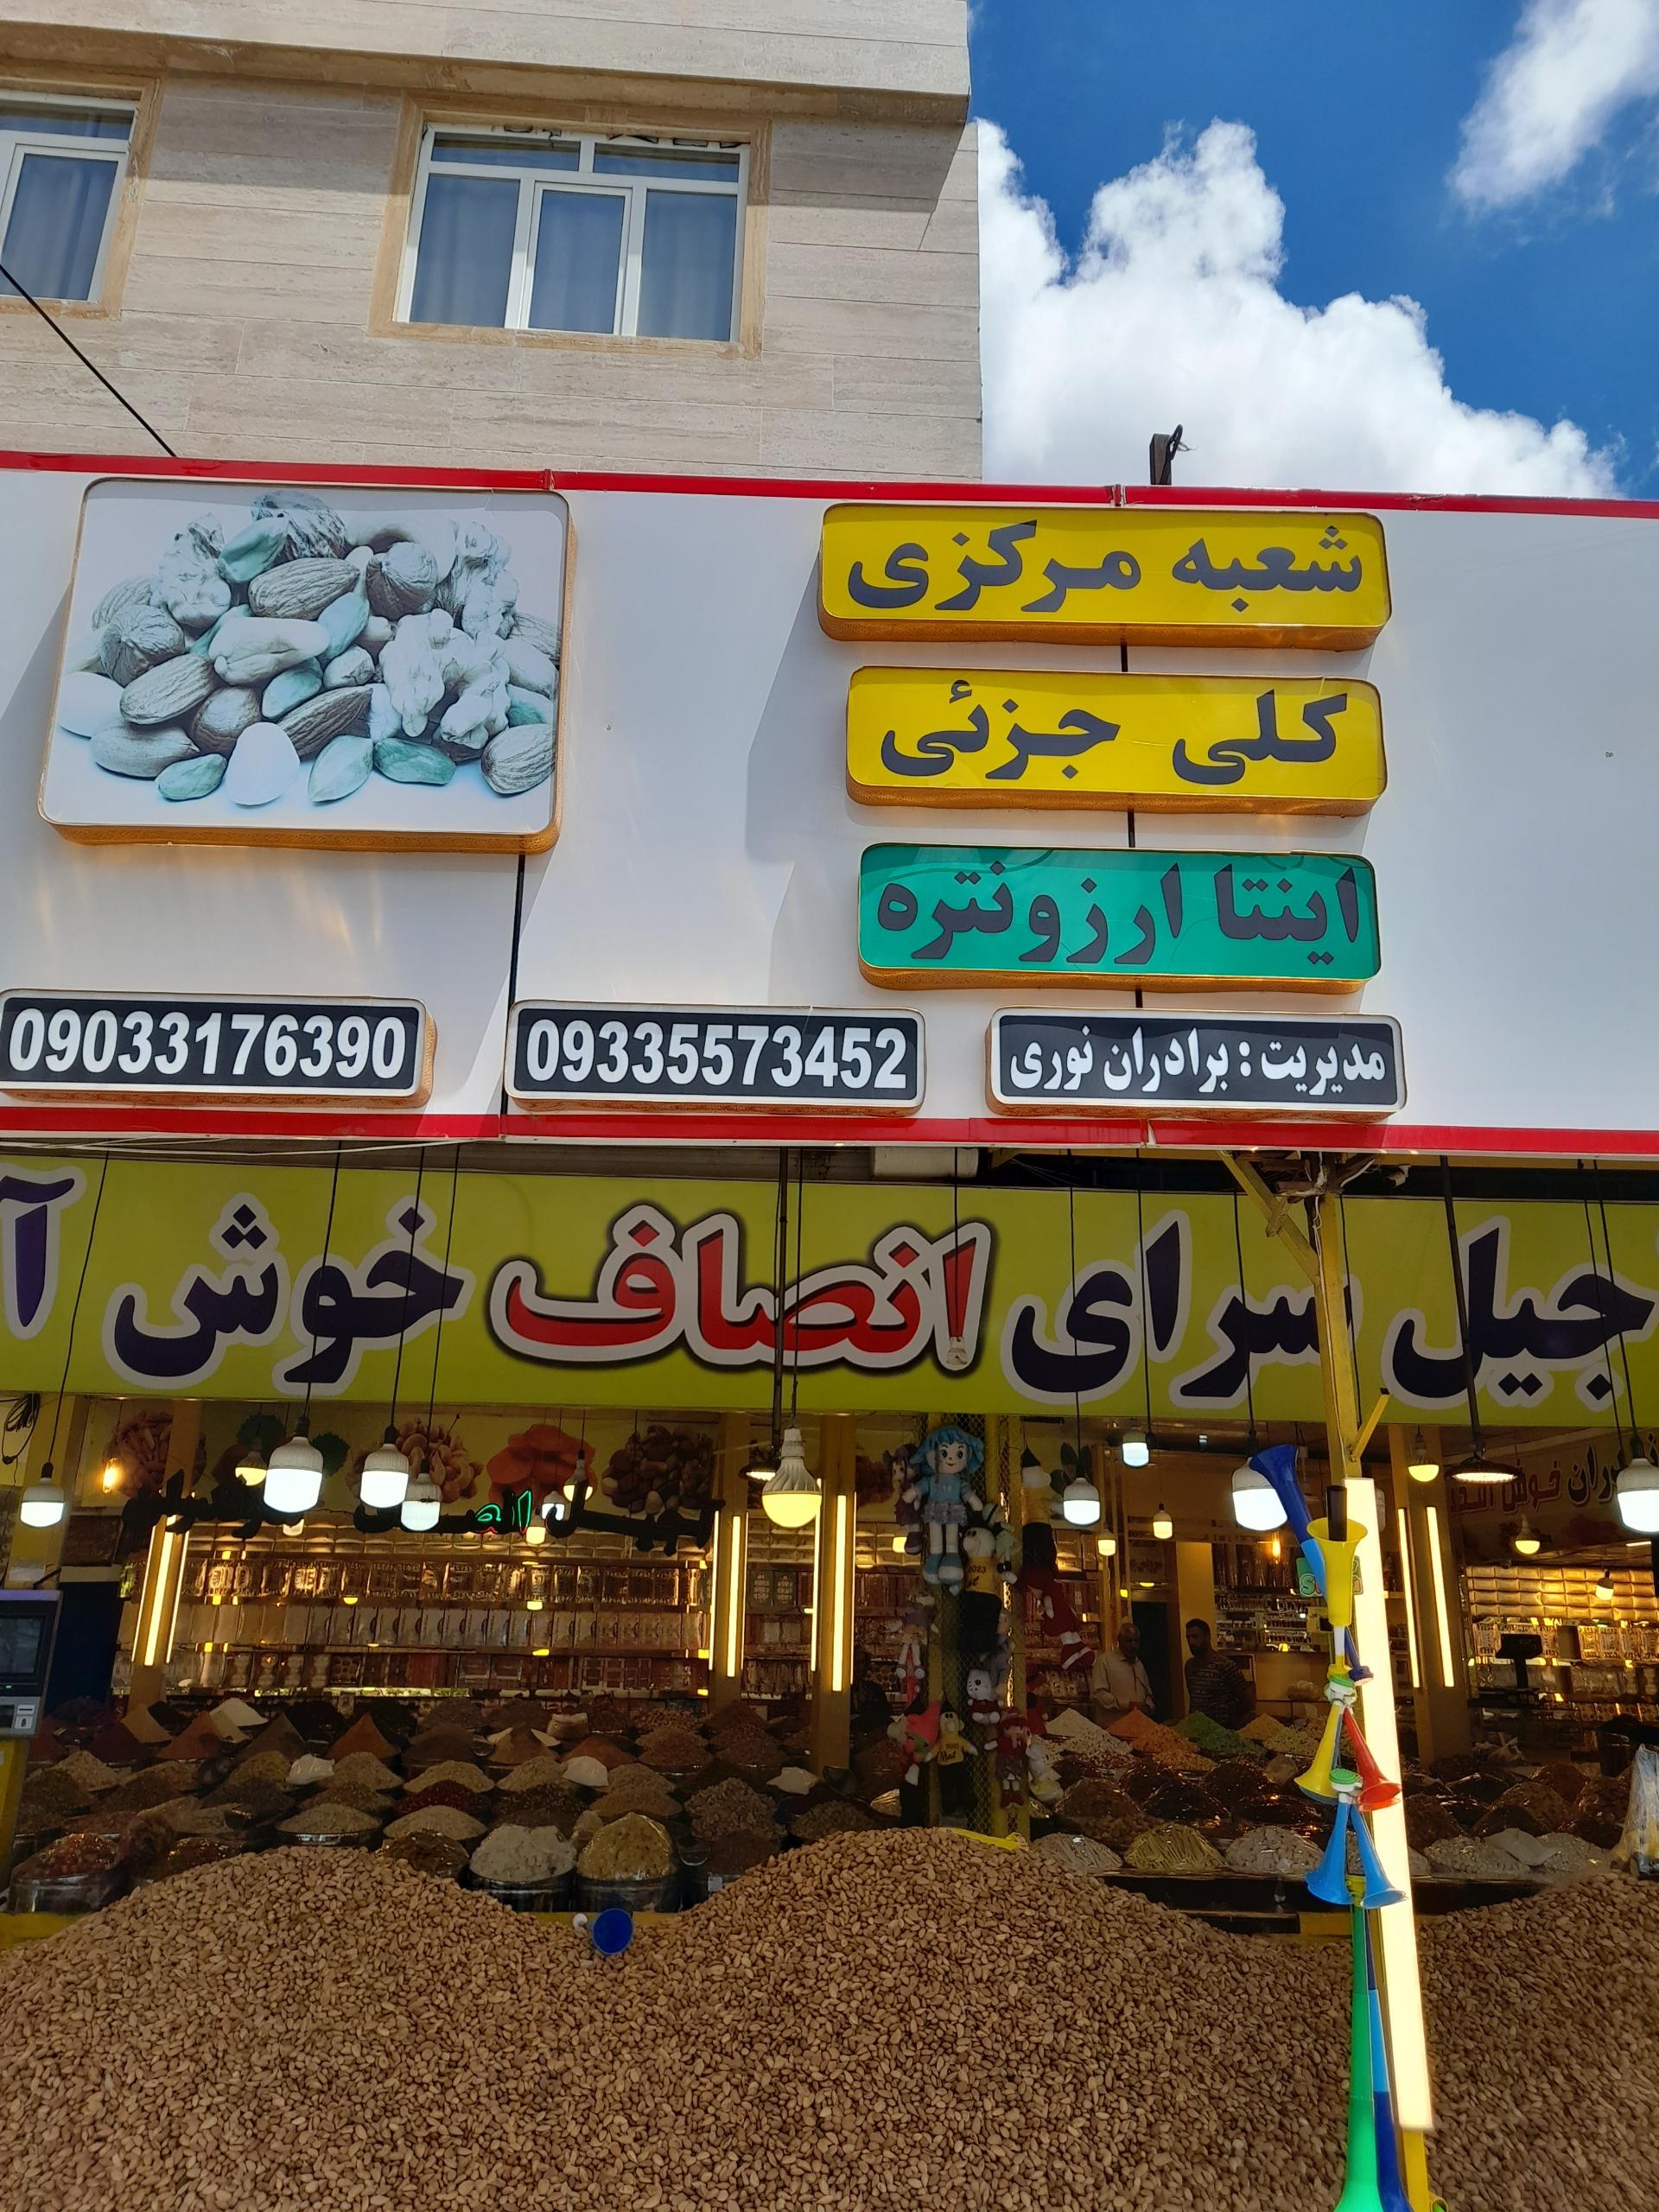 شعبه مرکزی
کلی جزئی
اینتا ارزونتره
مدیریت : برادران نوری
09335573452
09033176390
جیل سرای انصاف خوش آ